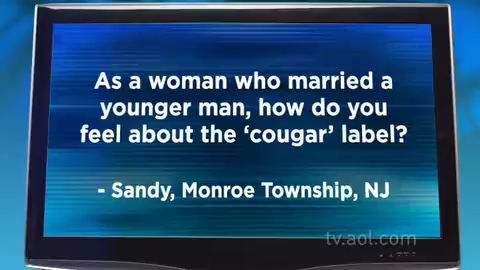 As a woman who married a
younger man, how do you
feel about the ‘cougar’ label?
- Sandy, Monroe Township, NJ
tv.aol.com